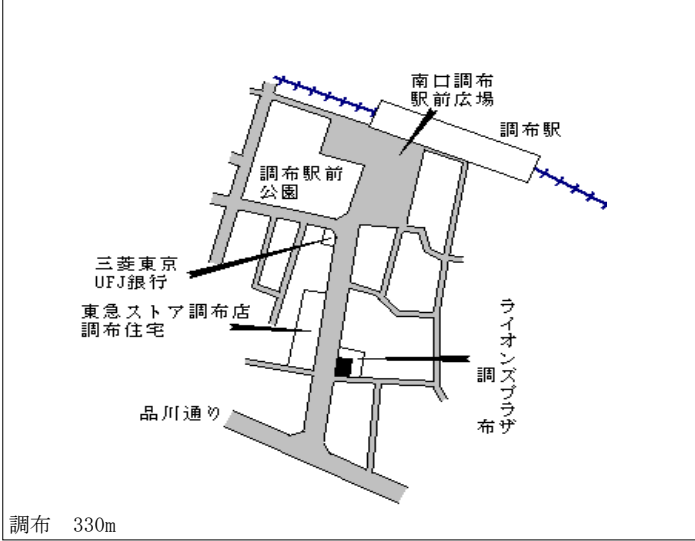 南口調布
駅前広場
調布駅
調布駅前
公園
三菱東京
UFJ銀行
東急ストア調布店
調布住宅
ライオンズプラザ
調布
品川通り
調布　330m